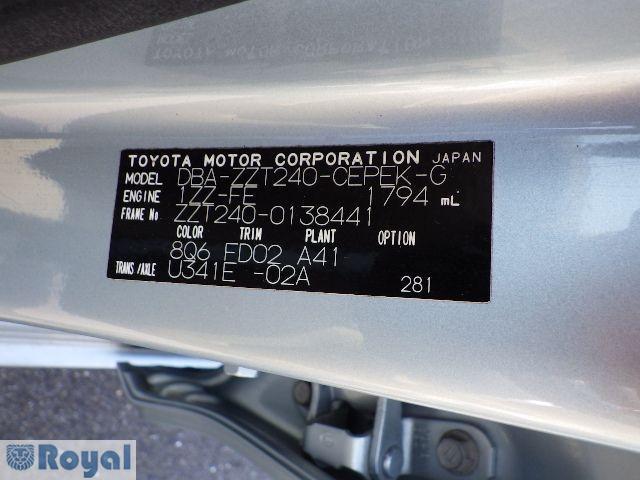 TOYOTA MOTOR CORPORATION JAPAN
MODEL DBA-ZZT240-CEPEK-G
ENGINE 1ZZ-FE 1794 mL
FRAME No ZZT240-0138441
COLOR TRIM PLANT OPTION
8Q6 FD02 A41
TRANS/AXLE U341E -02A
281
Royal